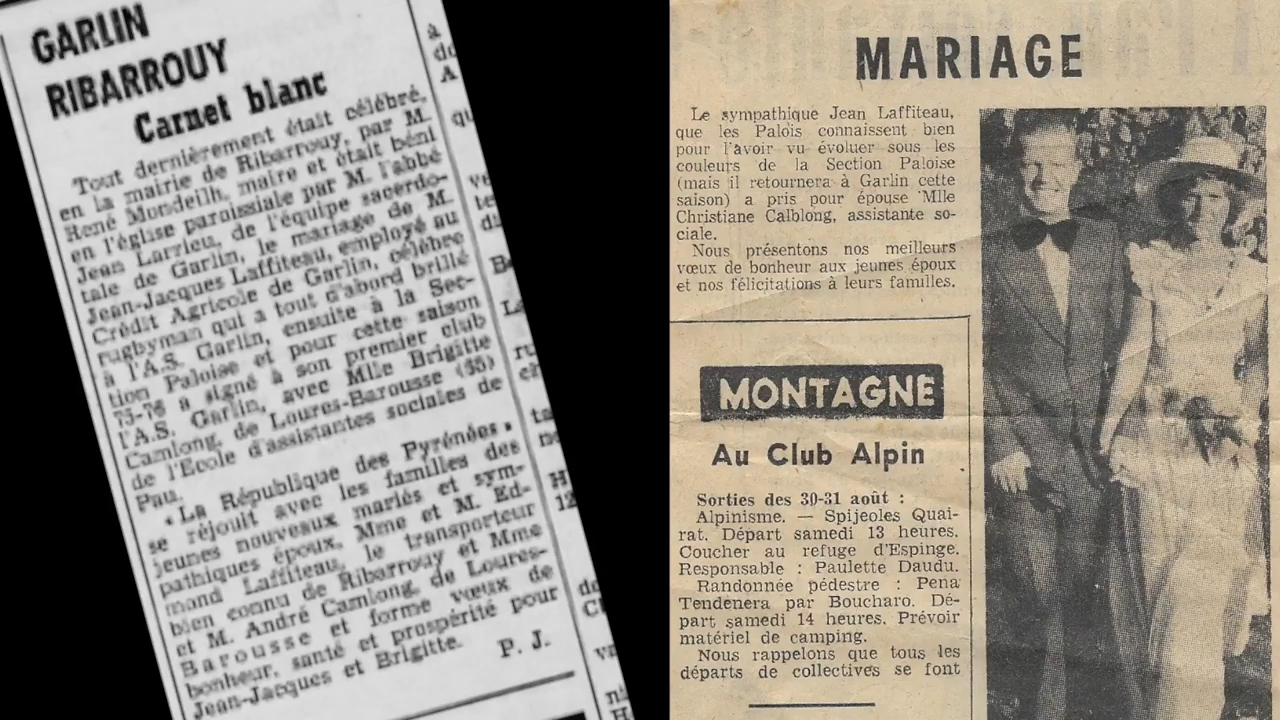 GARLIN
RIBARROUY
Carnet blanc
Tout dernièrement était célébré,
en la mairie de Ribarrouy, par M.
René Mondeilh, maire et était béni
en l'église paroissiale par M. l'abbé
Jean Larrieu, de l'équipe sacerdo-
tale de Garlin, le mariage de M.
Jean-Jacques Laffiteau, employé au
Crédit Agricole de Garlin, célèbre
rugbyman qui a tout d'abord brillé
à l'A.S. Garlin, ensuite à la Sec-
tion Paloise et pour cette saison
75-76 a signé à son premier club
l'A.S. Garlin, avec Mlle Brigitte
Camlong, de Loures-Barousse (65)
de l'Ecole d'assistantes sociales de
Pau.
« La République des Pyrénées »
se réjouit avec les familles des
jeunes nouveaux mariés et sym-
pathiques époux, Mme et M. Ed-
mond Laffiteau, le transporteur
bien connu de Ribarrouy et Mme
et M. André Camlong, de Loures-
Barousse et forme vœux de
bonheur, santé et prospérité pour
Jean-Jacques et Brigitte.
P. J.
MARIAGE
Le sympathique Jean Laffiteau,
que les Palois connaissent bien
pour l'avoir vu évoluer sous les
couleurs de la Section Paloise
(mais il retournera à Garlin cette
saison) a pris pour épouse Mlle
Christiane Calblong, assistante so-
ciale.
Nous présentons nos meilleurs
vœux de bonheur aux jeunes époux
et nos félicitations à leurs familles.
MONTAGNE
Au Club Alpin
Sorties des 30-31 août :
Alpinisme. — Spijeoles Quai-
rat. Départ samedi 13 heures.
Coucher au refuge d'Espinge.
Responsable : Paulette Daudu.
Randonnée pédestre : Pena
Tendenera par Boucharo. Dé-
part samedi 14 heures. Prévoir
matériel de camping.
Nous rappelons que tous les
départs de collectives se font